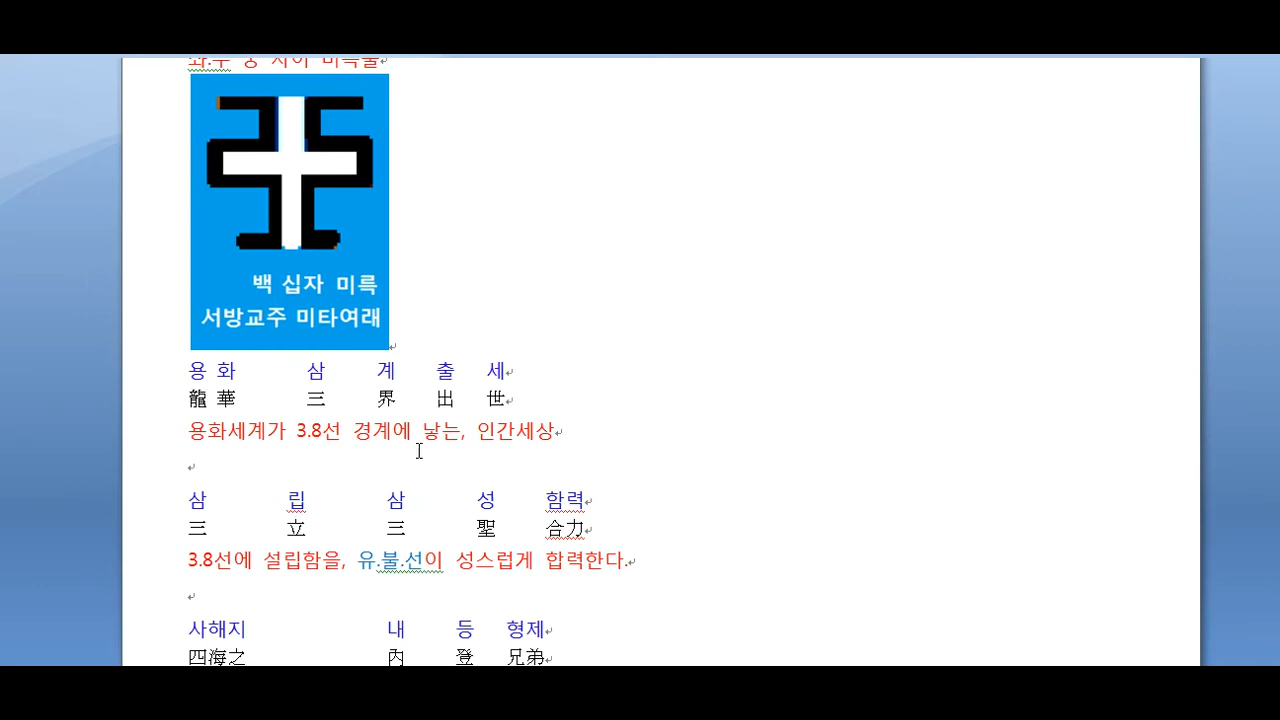 미륵불
백 십자 미륵
서방교주 미타여래
용 화 삼 계 출 세
龍 華 三 界 出 世
용화세계가 3.8선 경계에 낳는, 인간세상
삼 립 삼 성 함력
三 立 三 聖 合力
3.8선에 설립함을, 유.불.선이 성스럽게 합력한다.
사해지 내 등 형제
四海之 內 登 兄弟